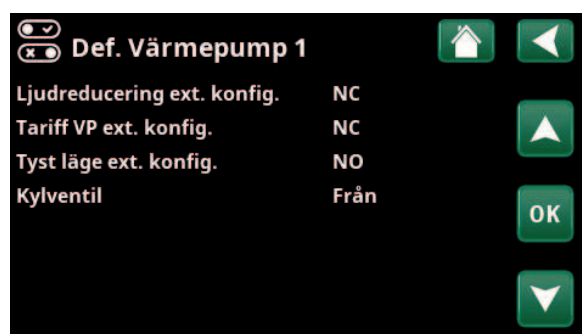 Def. Värmepump 1
Ljudreducering ext. konfig. NC
Tariff VP ext. konfig. NC
Tyst läge ext. konfig. NO
Kylventil Från
OK